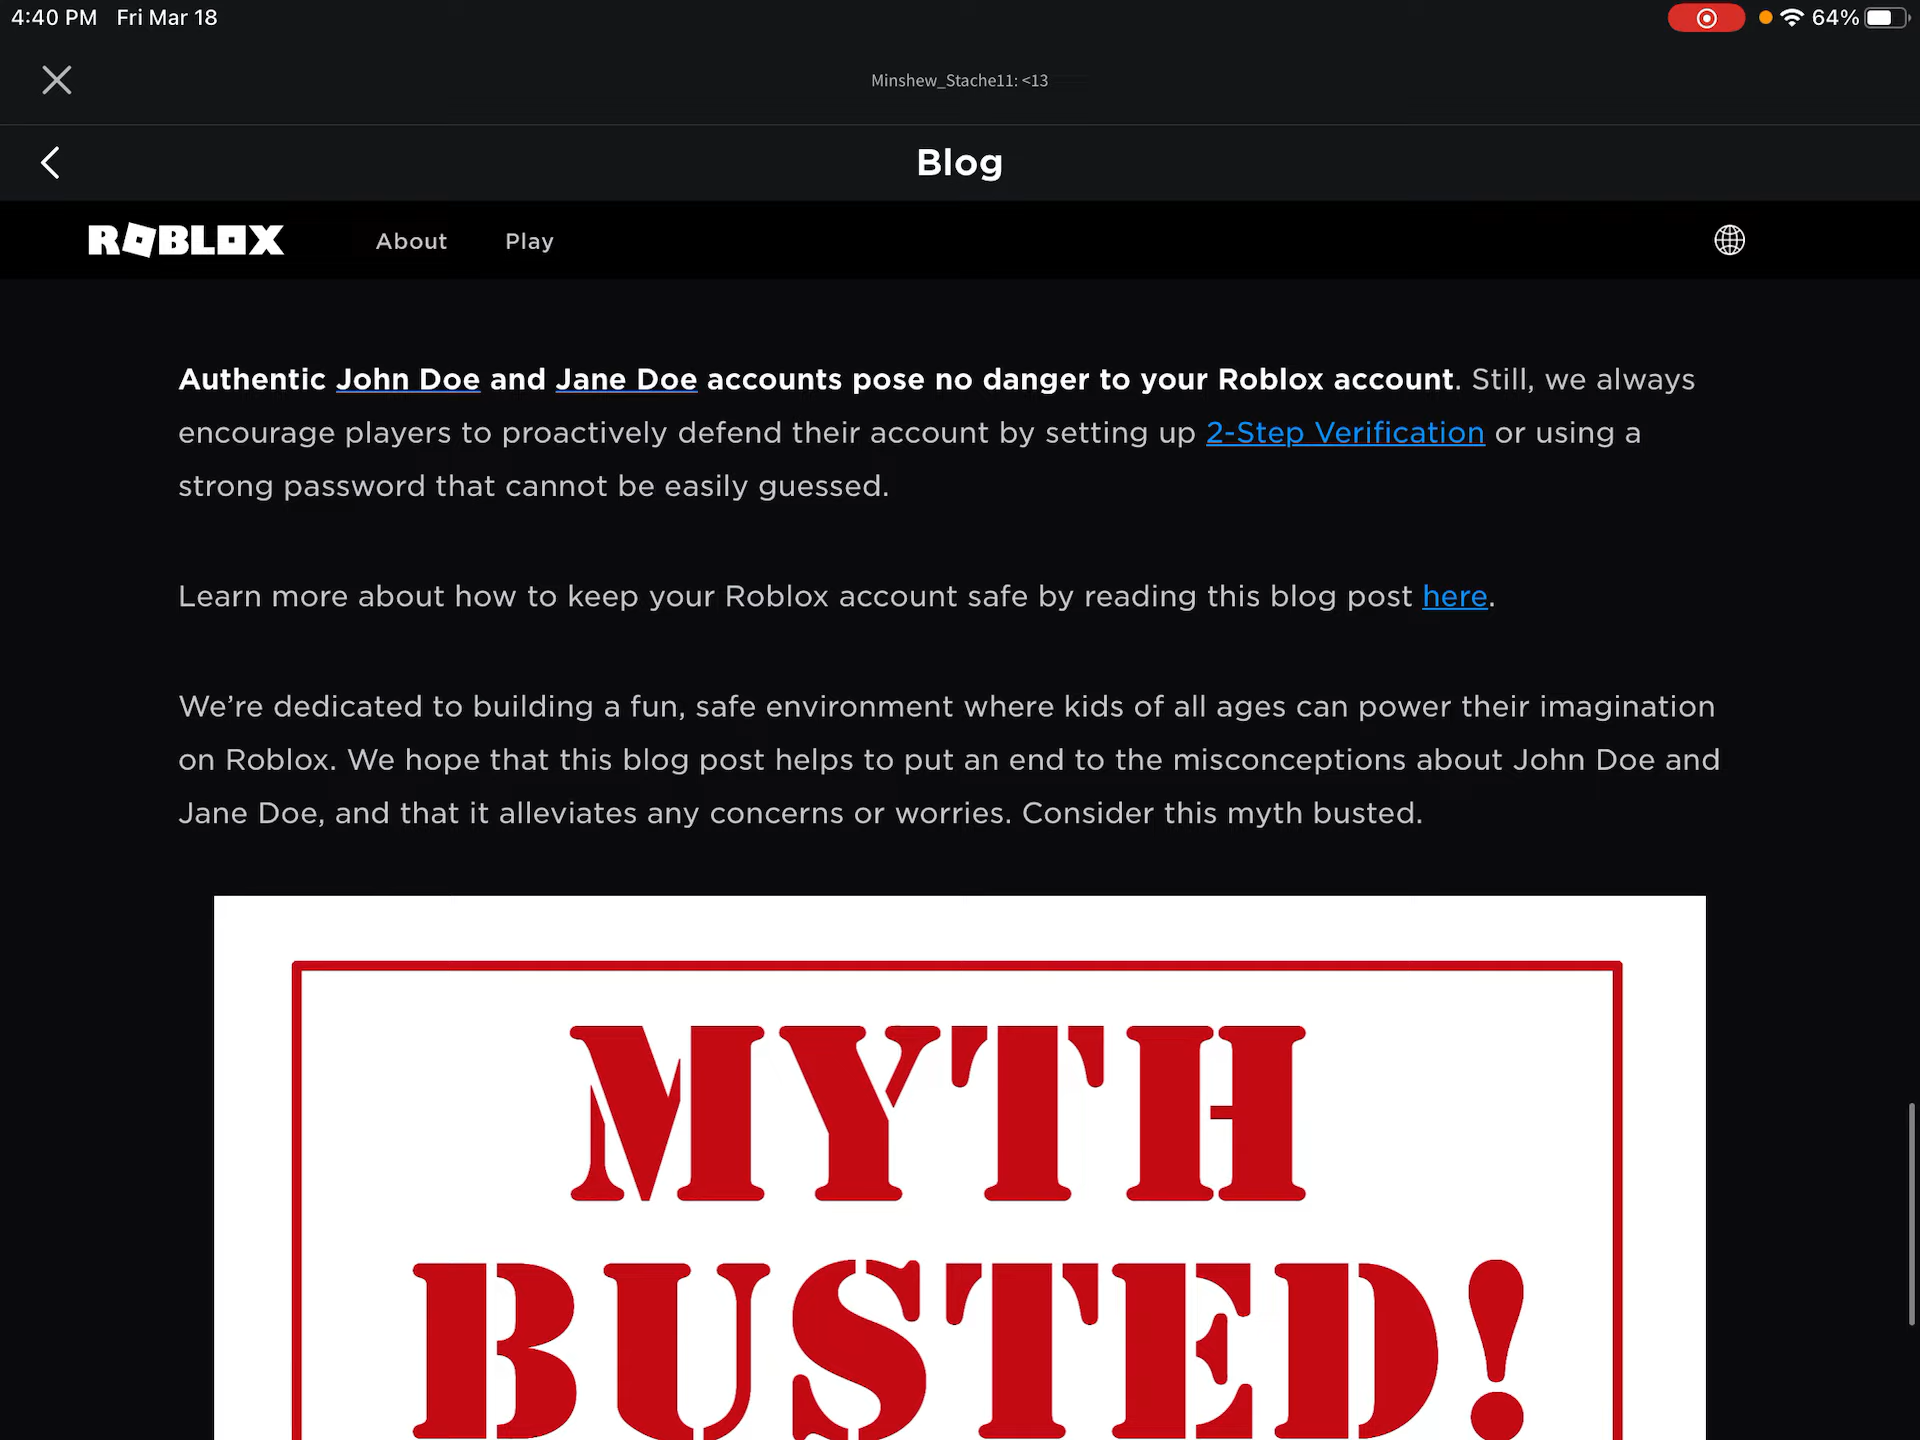 4:40 PM Fri Mar 18 64%
Minshew_Stache11: <13
Blog
ROBLOX About Play
Authentic John Doe and Jane Doe accounts pose no danger to your Roblox account. Still, we always
encourage players to proactively defend their account by setting up 2-Step Verification or using a
strong password that cannot be easily guessed.
Learn more about how to keep your Roblox account safe by reading this blog post here.
We’re dedicated to building a fun, safe environment where kids of all ages can power their imagination
on Roblox. We hope that this blog post helps to put an end to the misconceptions about John Doe and
Jane Doe, and that it alleviates any concerns or worries. Consider this myth busted.
MYTH
BUSTED!